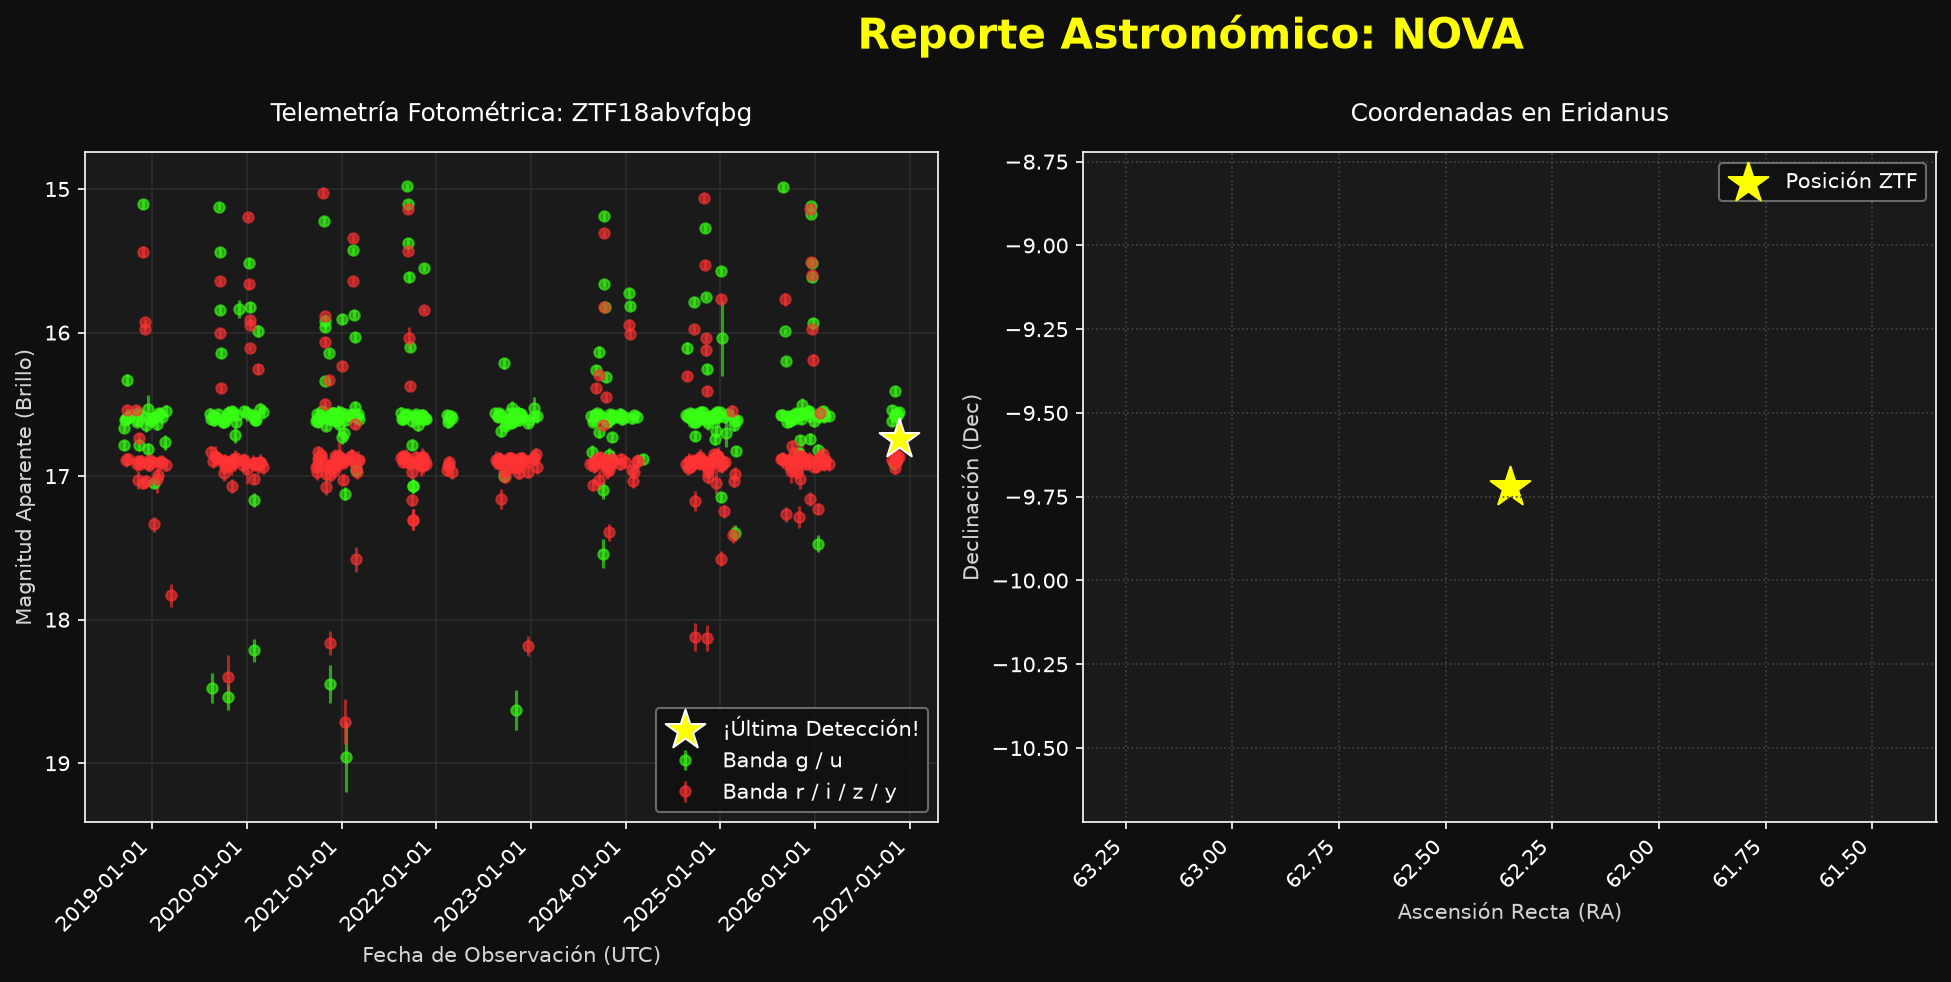 Reporte Astronómico: NOVA
Telemetría Fotométrica: ZTF18abvfqbg
Magnitud Aparente (Brillo)
15
16
17
18
19
¡Última Detección!
Banda g / u
Banda r / i / z / y
2019-01-01
2020-01-01
2021-01-01
2022-01-01
2023-01-01
2024-01-01
2025-01-01
2026-01-01
2027-01-01
Fecha de Observación (UTC)
Coordenadas en Eridanus
Declinación (Dec)
−8.75
−9.00
−9.25
−9.50
−9.75
−10.00
−10.25
−10.50
Posición ZTF
63.25
63.00
62.75
62.50
62.25
62.00
61.75
61.50
Ascensión Recta (RA)